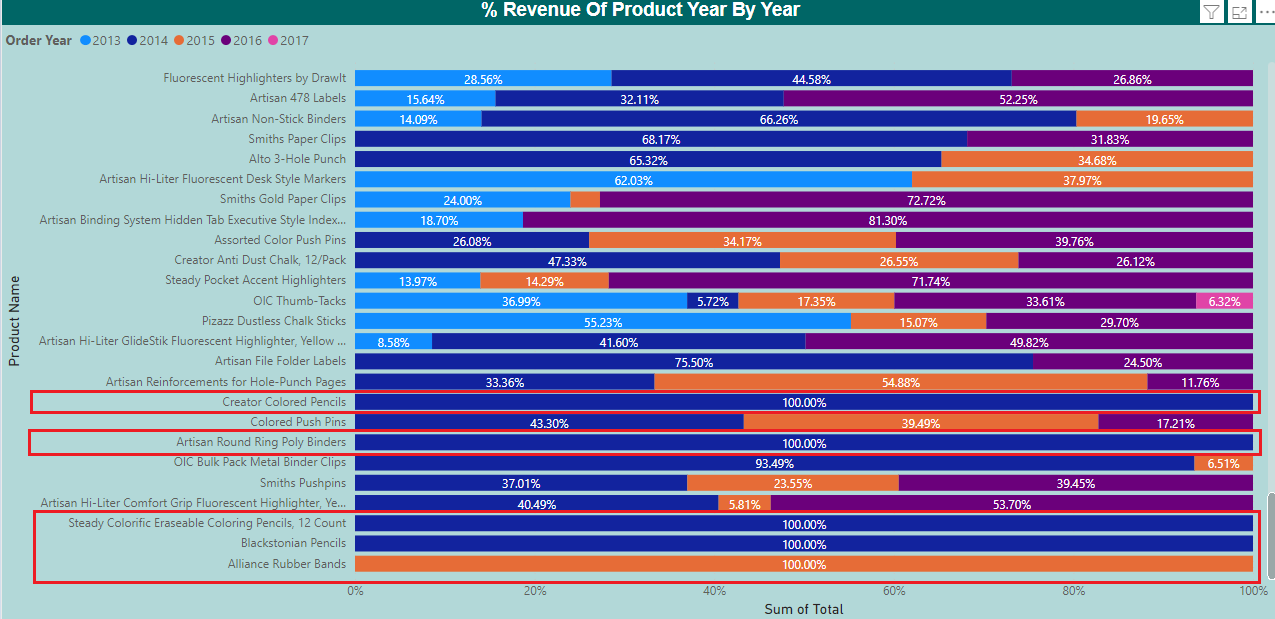 % Revenue Of Product Year By Year
Order Year 2013 2014 2015 2016 2017
Product Name
Fluorescent Highlighters by DrawIt 28.56% 44.58% 26.86%
Artisan 478 Labels 15.64% 32.11% 52.25%
Artisan Non-Stick Binders 14.09% 66.26% 19.65%
Smiths Paper Clips 68.17% 31.83%
Alto 3-Hole Punch 65.32% 34.68%
Artisan Hi-Liter Fluorescent Desk Style Markers 62.03% 37.97%
Smiths Gold Paper Clips 24.00% 72.72%
Artisan Binding System Hidden Tab Executive Style Index... 18.70% 81.30%
Assorted Color Push Pins 26.08% 34.17% 39.76%
Creator Anti Dust Chalk, 12/Pack 47.33% 26.55% 26.12%
Steady Pocket Accent Highlighters 13.97% 14.29% 71.74%
OIC Thumb-Tacks 36.99% 5.72% 17.35% 33.61% 6.32%
Pizazz Dustless Chalk Sticks 55.23% 15.07% 29.70%
Artisan Hi-Liter GlideStik Fluorescent Highlighter, Yellow ... 8.58% 41.60% 49.82%
Artisan File Folder Labels 75.50% 24.50%
Artisan Reinforcements for Hole-Punch Pages 33.36% 54.88% 11.76%
Creator Colored Pencils 100.00%
Colored Push Pins 43.30% 39.49% 17.21%
Artisan Round Ring Poly Binders 100.00%
OIC Bulk Pack Metal Binder Clips 93.49% 6.51%
Smiths Pushpins 37.01% 23.55% 39.45%
Artisan Hi-Liter Comfort Grip Fluorescent Highlighter, Ye... 40.49% 5.81% 53.70%
Steady Colorific Eraseable Coloring Pencils, 12 Count 100.00%
Blackstonian Pencils 100.00%
Alliance Rubber Bands 100.00%
0% 20% 40% 60% 80% 100%
Sum of Total